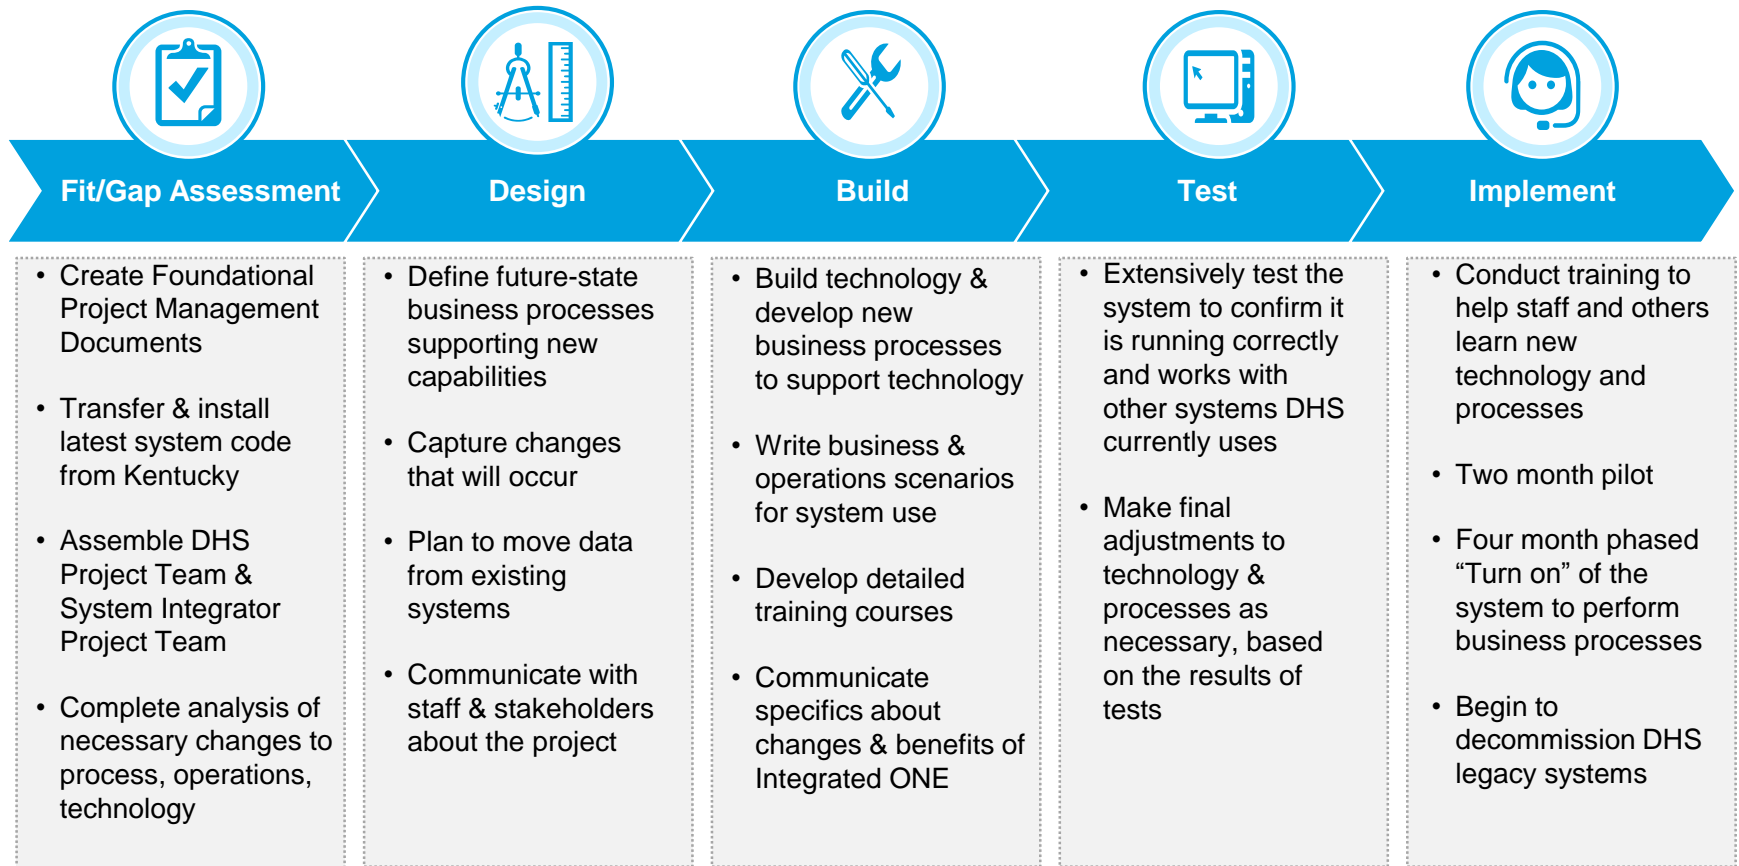 Fit/Gap Assessment
Design
Build
Test
Implement
• Create Foundational
Project Management
Documents
• Transfer & install
latest system code
from Kentucky
• Assemble DHS
Project Team &
System Integrator
Project Team
• Complete analysis of
necessary changes to
process, operations,
technology
• Define future-state
business processes
supporting new
capabilities
• Capture changes
that will occur
• Plan to move data
from existing
systems
• Communicate with
staff & stakeholders
about the project
• Build technology &
develop new
business processes
to support technology
• Write business &
operations scenarios
for system use
• Develop detailed
training courses
• Communicate
specifics about
changes & benefits of
Integrated ONE
• Extensively test the
system to confirm it
is running correctly
and works with
other systems DHS
currently uses
• Make final
adjustments to
technology &
processes as
necessary, based
on the results of
tests
• Conduct training to
help staff and others
learn new
technology and
processes
• Two month pilot
• Four month phased
“Turn on” of the
system to perform
business processes
• Begin to
decommission DHS
legacy systems